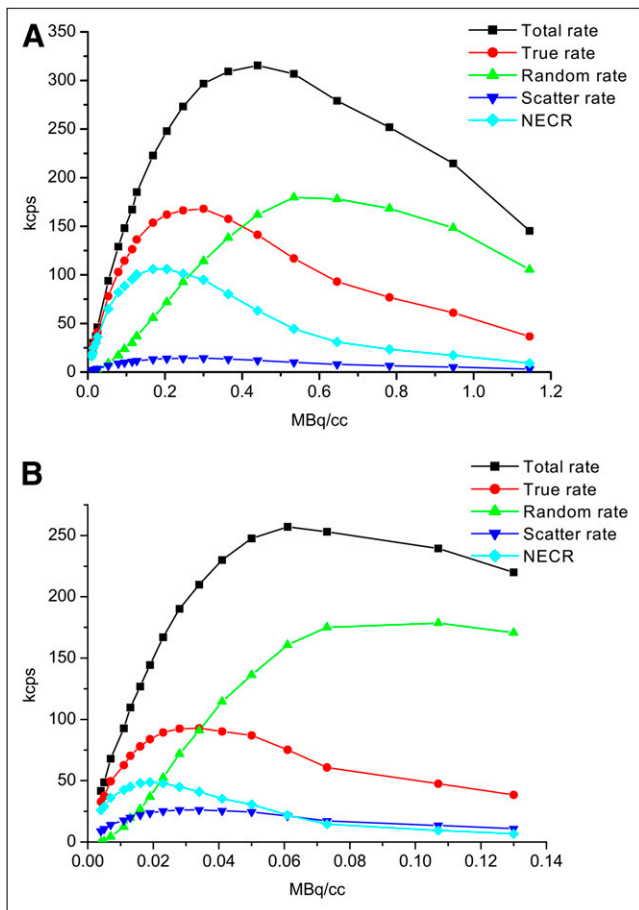 A
Total rate
True rate
Random rate
Scatter rate
NECR
kcps
350
300
250
200
150
100
50
0
0.0 0.2 0.4 0.6 0.8 1.0 1.2
MBq/cc
B
Total rate
True rate
Random rate
Scatter rate
NECR
kcps
250
200
150
100
50
0
0.00 0.02 0.04 0.06 0.08 0.10 0.12 0.14
MBq/cc